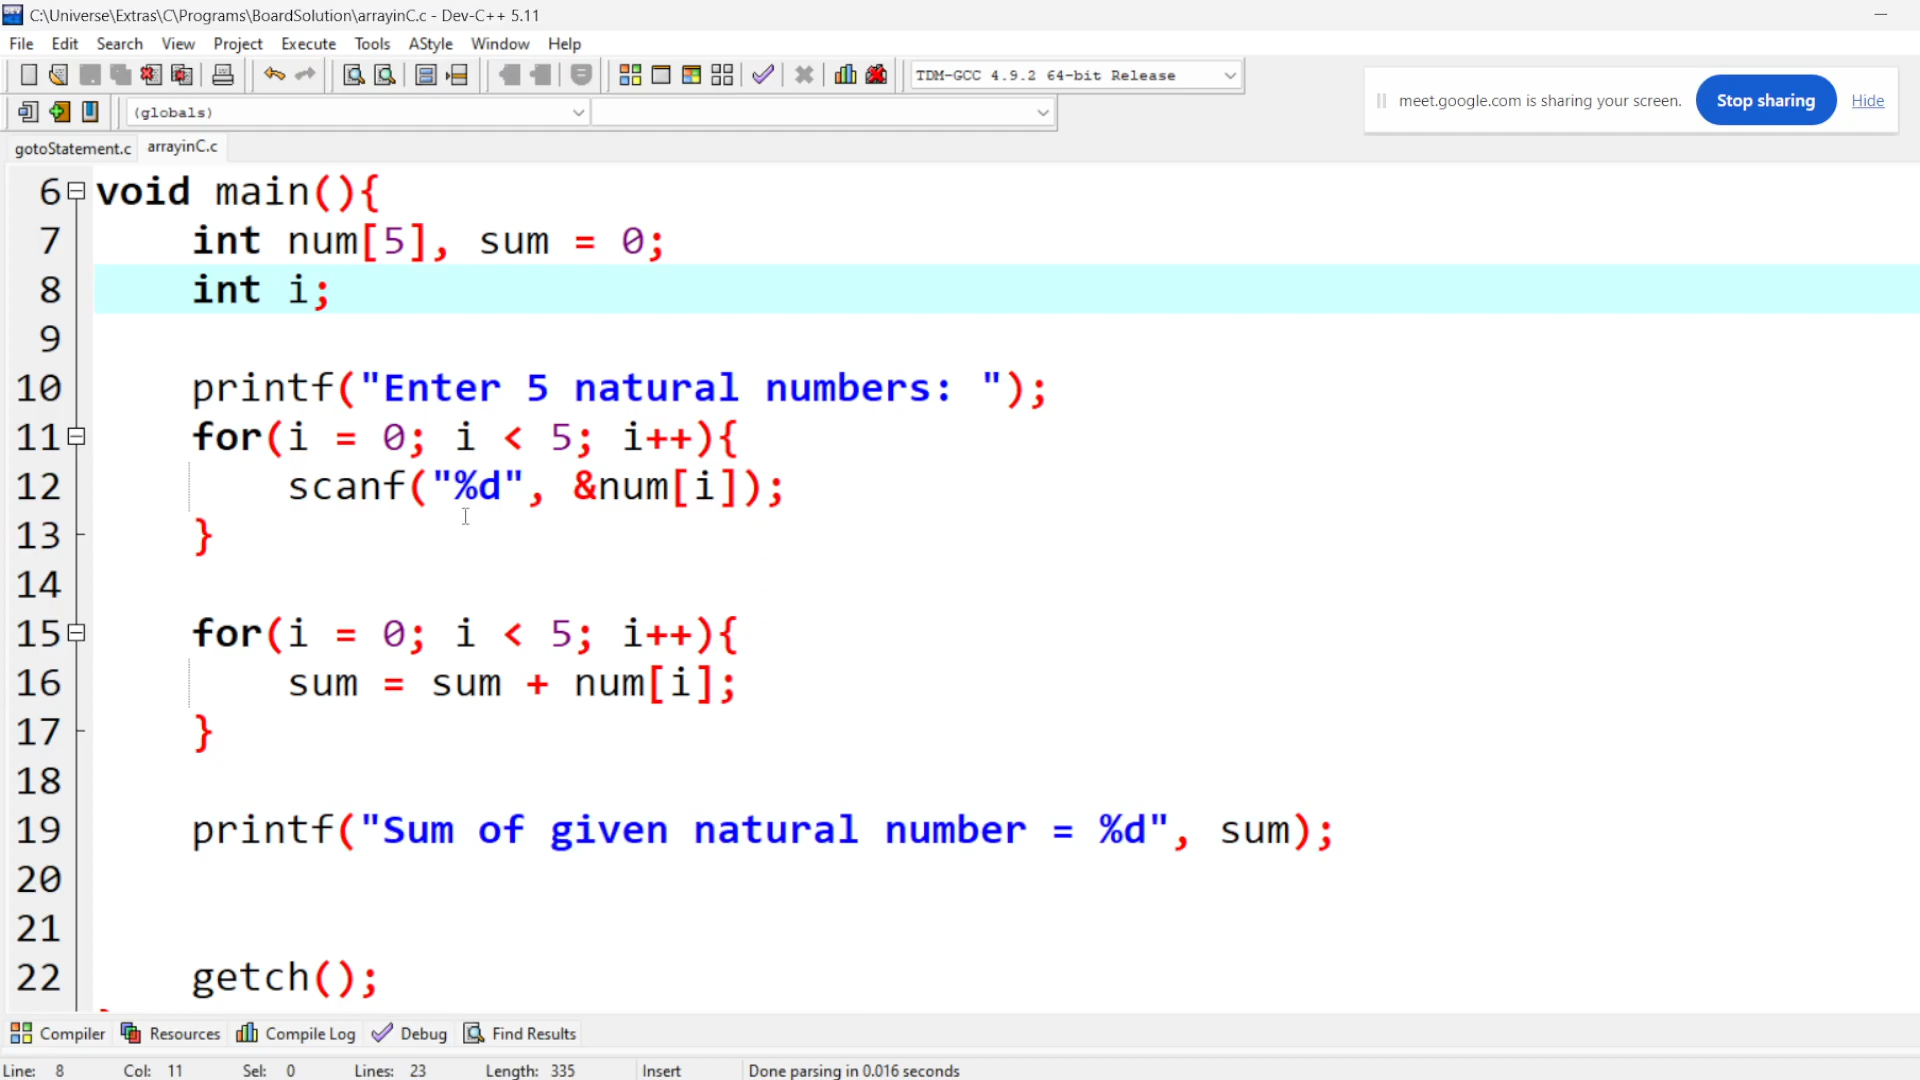 C:\Universe\Extras\C\Programs\BoardSolution\arrayinC.c - Dev-C++ 5.11
File Edit Search View Project Execute Tools AStyle Window Help
TDM-GCC 4.9.2 64-bit Release
meet.google.com is sharing your screen. Stop sharing Hide
(globals)
gotoStatement.c arrayinC.c
6 void main(){
7 int num[5], sum = 0;
8 int i;
9
10 printf("Enter 5 natural numbers: ");
11 for(i = 0; i < 5; i++){
12 scanf("%d", &num[i]);
13 }
14
15 for(i = 0; i < 5; i++){
16 sum = sum + num[i];
17 }
18
19 printf("Sum of given natural number = %d", sum);
20
21
22 getch();
Compiler Resources Compile Log Debug Find Results
Line: 8 Col: 11 Sel: 0 Lines: 23 Length: 335 Insert Done parsing in 0.016 seconds